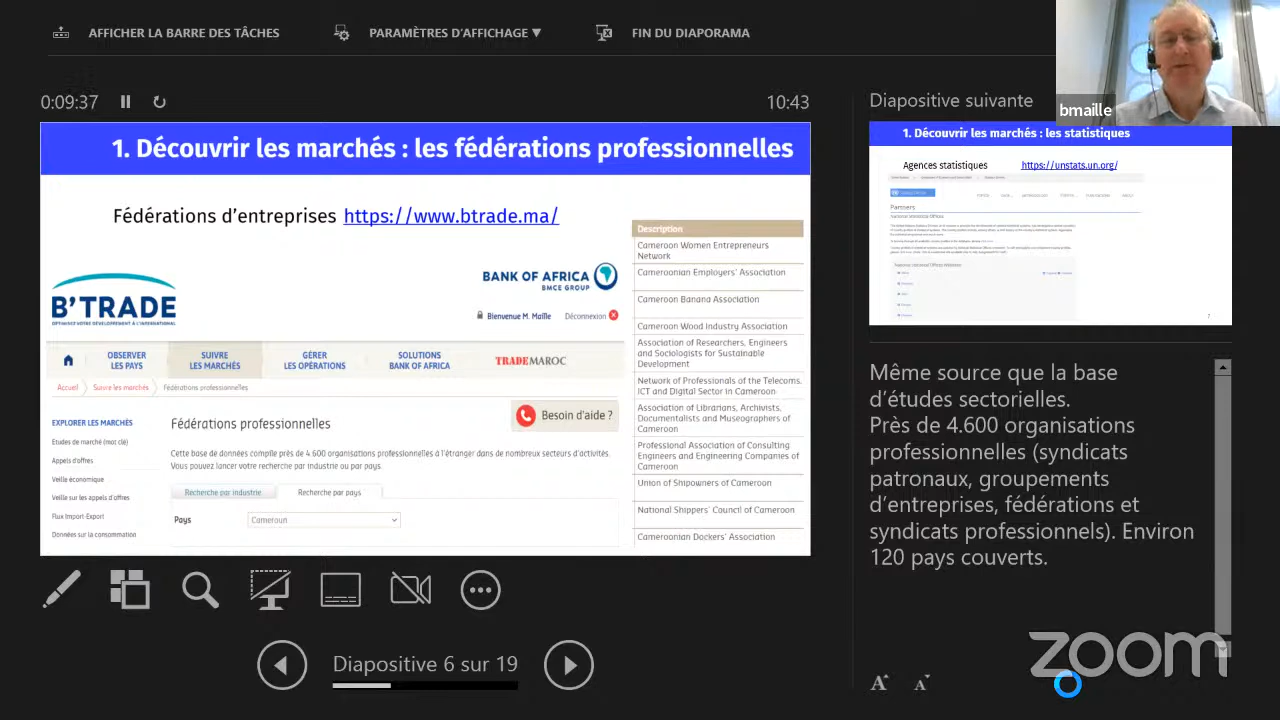 AFFICHER LA BARRE DES TÂCHES
PARAMÈTRES D'AFFICHAGE ▼
FIN DU DIAPORAMA
bmaille
0:09:37
10:43
1. Découvrir les marchés : les fédérations professionnelles
Fédérations d'entreprises https://www.btrade.ma/
B'TRADE
OPTIMISEZ VOTRE DÉVELOPPEMENT À L'INTERNATIONAL
BANK OF AFRICA
BMCE GROUP
Bienvenue M. Maille
Déconnexion
OBSERVER
LES PAYS
SUIVRE
LES MARCHÉS
GÉRER
LES OPÉRATIONS
SOLUTIONS
BANK OF AFRICA
TRADEMAROC
Accueil
Suivre les marchés
Fédérations professionnelles
Besoin d'aide ?
EXPLORER LES MARCHÉS
Etudes de marché (mot clé)
Appels d'offres
Veille économique
Veille sur les appels d'offres
Flux Import-Export
Données sur la consommation
Fédérations professionnelles
Cette base de données compile près de 4 600 organisations professionnelles à l'étranger dans de nombreux secteurs d'activités.
Vous pouvez lancer votre recherche par industrie ou par pays.
Recherche par industrie
Recherche par pays
Pays
Cameroun
Description
Cameroon Women Entrepreneurs
Network
Cameroonian Employers' Association
Cameroon Banana Association
Cameroon Wood Industry Association
Association of Researchers, Engineers
and Sociologists for Sustainable
Development
Network of Professionals of the Telecoms,
ICT and Digital Sector in Cameroon
Association of Librarians, Archivists,
Documentalists and Museographers of
Cameroon
Professional Association of Consulting
Engineers and Engineering Companies of
Cameroon
Union of Shipowners of Cameroon
National Shippers' Council of Cameroon
Cameroonian Dockers' Association
Diapositive 6 sur 19
Diapositive suivante
1. Découvrir les marchés : les statistiques
Agences statistiques https://unstats.un.org/
Partners
7
Même source que la base
d'études sectorielles.
Près de 4.600 organisations
professionnelles (syndicats
patronaux, groupements
d'entreprises, fédérations et
syndicats professionnels). Environ
120 pays couverts.
A A
zoom